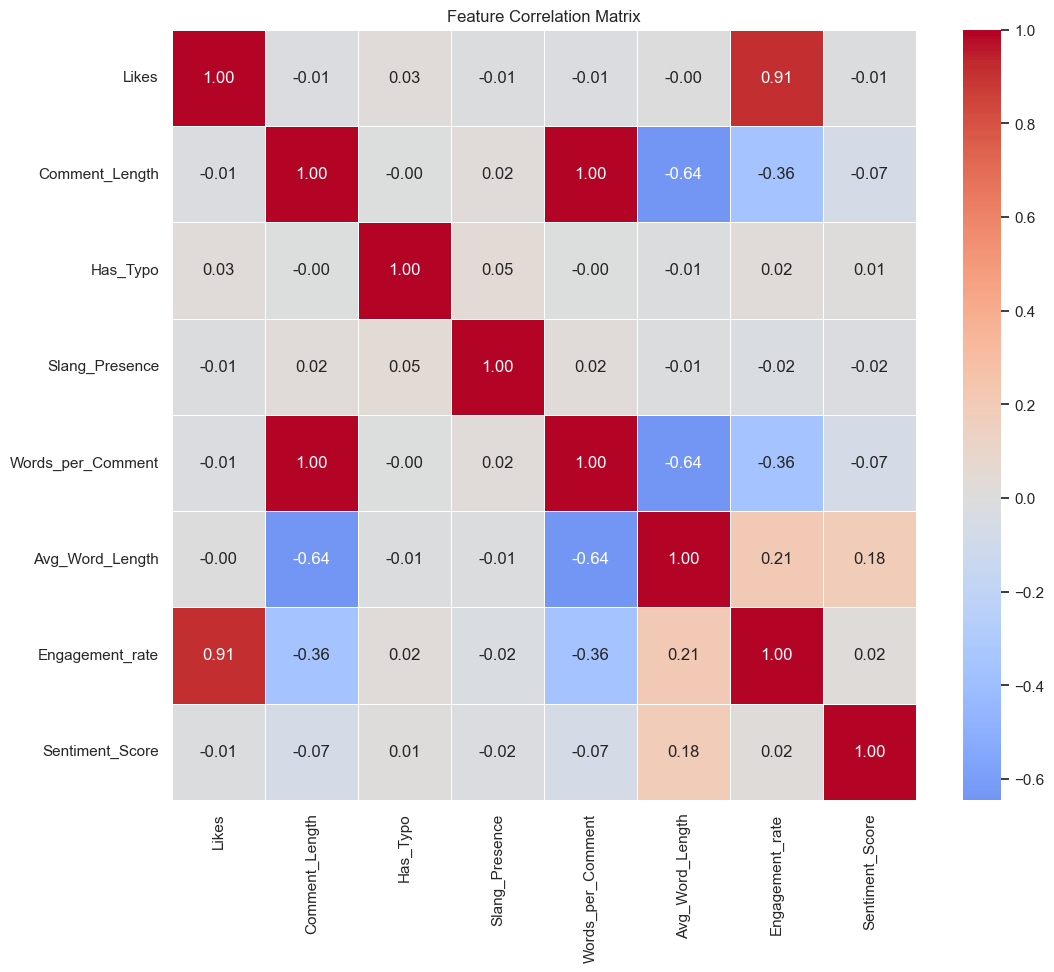 Feature Correlation Matrix
Likes 1.00 -0.01 0.03 -0.01 -0.01 -0.00 0.91 -0.01
Comment_Length -0.01 1.00 -0.00 0.02 1.00 -0.64 -0.36 -0.07
Has_Typo 0.03 -0.00 1.00 0.05 -0.00 -0.01 0.02 0.01
Slang_Presence -0.01 0.02 0.05 1.00 0.02 -0.01 -0.02 -0.02
Words_per_Comment -0.01 1.00 -0.00 0.02 1.00 -0.64 -0.36 -0.07
Avg_Word_Length -0.00 -0.64 -0.01 -0.01 -0.64 1.00 0.21 0.18
Engagement_rate 0.91 -0.36 0.02 -0.02 -0.36 0.21 1.00 0.02
Sentiment_Score -0.01 -0.07 0.01 -0.02 -0.07 0.18 0.02 1.00
Likes
Comment_Length
Has_Typo
Slang_Presence
Words_per_Comment
Avg_Word_Length
Engagement_rate
Sentiment_Score
1.0
0.8
0.6
0.4
0.2
0.0
−0.2
−0.4
−0.6